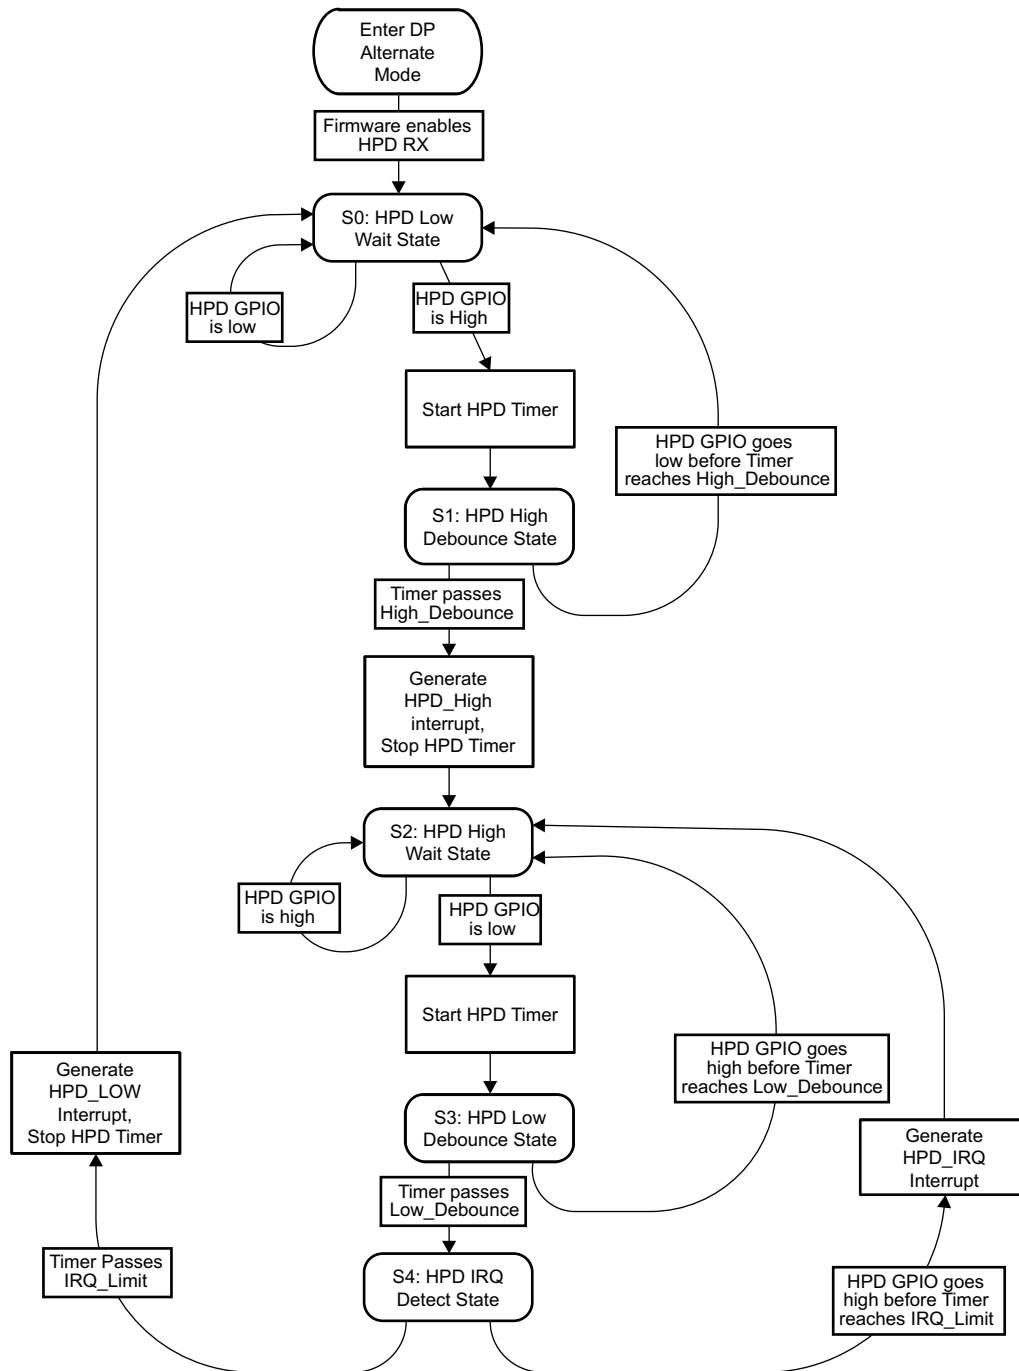 Enter DP
Alternate
Mode
Firmware enables
HPD RX
S0: HPD Low
Wait State
HPD GPIO
is low
HPD GPIO
is High
Start HPD Timer
HPD GPIO goes
low before Timer
reaches High_Debounce
S1: HPD High
Debounce State
Timer passes
High_Debounce
Generate
HPD_High
interrupt,
Stop HPD Timer
S2: HPD High
Wait State
HPD GPIO
is high
HPD GPIO
is low
Start HPD Timer
HPD GPIO goes
high before Timer
reaches Low_Debounce
Generate
HPD_LOW
Interrupt,
Stop HPD Timer
S3: HPD Low
Debounce State
Generate
HPD_IRQ
Interrupt
Timer passes
Low_Debounce
Timer Passes
IRQ_Limit
S4: HPD IRQ
Detect State
HPD GPIO goes
high before Timer
reaches IRQ_Limit